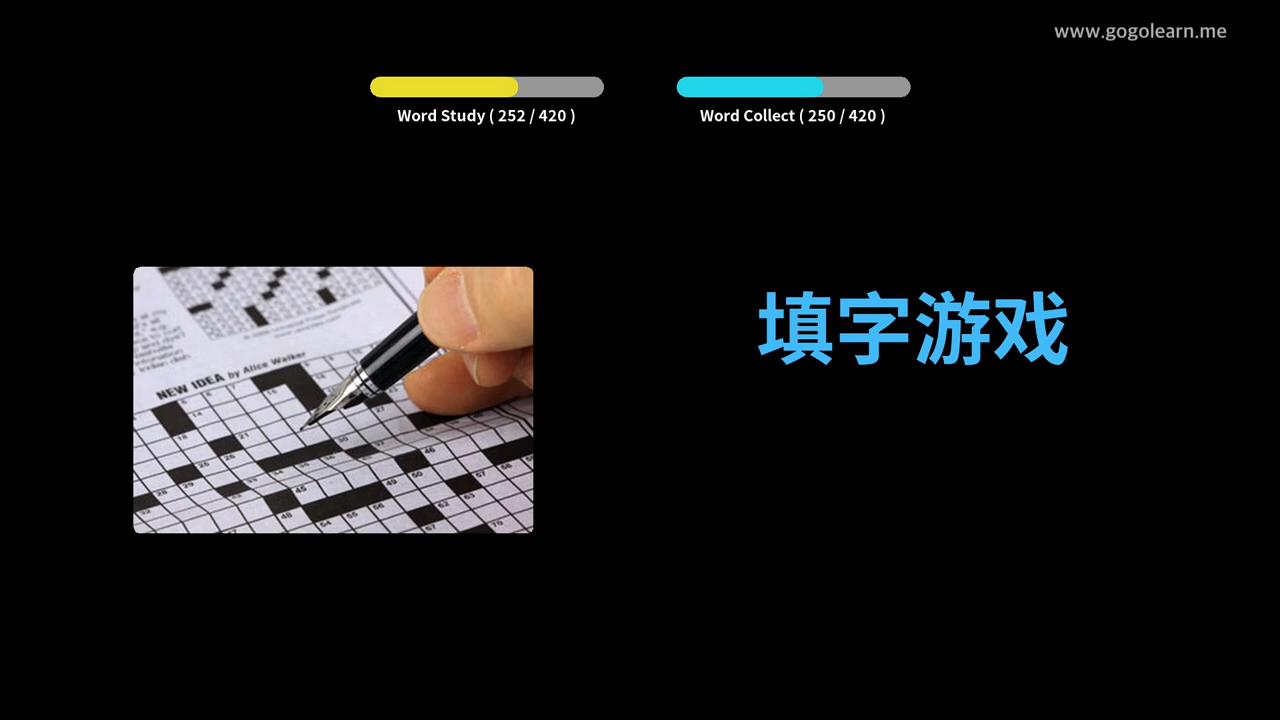 www.gogolearn.me
Word Study ( 252 / 420 )
Word Collect ( 250 / 420 )
填字游戏
NEW IDEA by Alice Walker